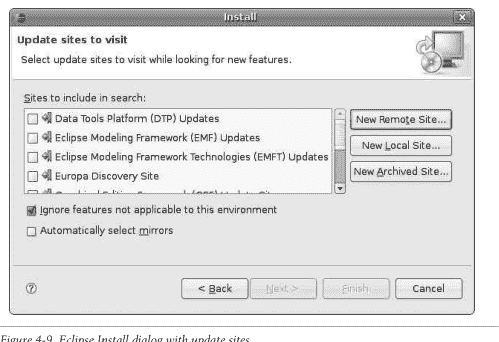 Install
Update sites to visit
Select update sites to visit while looking for new features.
Sites to include in search:
Data Tools Platform (DTP) Updates
Eclipse Modeling Framework (EMF) Updates
Eclipse Modeling Framework Technologies (EMFT) Updates
Europa Discovery Site
New Remote Site...
New Local Site...
New Archived Site...
Ignore features not applicable to this environment
Automatically select mirrors
< Back
Next >
Finish
Cancel
Figure 4-9. Eclipse Install dialog with update sites